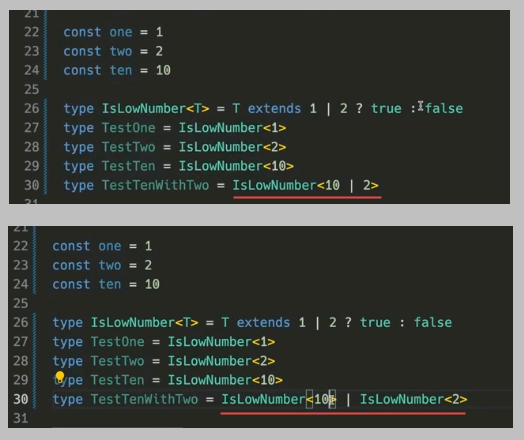 21
22 const one = 1
23 const two = 2
24 const ten = 10
25
26 type IsLowNumber<T> = T extends 1 | 2 ? true : false
27 type TestOne = IsLowNumber<1>
28 type TestTwo = IsLowNumber<2>
29 type TestTen = IsLowNumber<10>
30 type TestTenWithTwo = IsLowNumber<10 | 2>
31
21
22 const one = 1
23 const two = 2
24 const ten = 10
25
26 type IsLowNumber<T> = T extends 1 | 2 ? true : false
27 type TestOne = IsLowNumber<1>
28 type TestTwo = IsLowNumber<2>
29 type TestTen = IsLowNumber<10>
30 type TestTenWithTwo = IsLowNumber<10> | IsLowNumber<2>
31